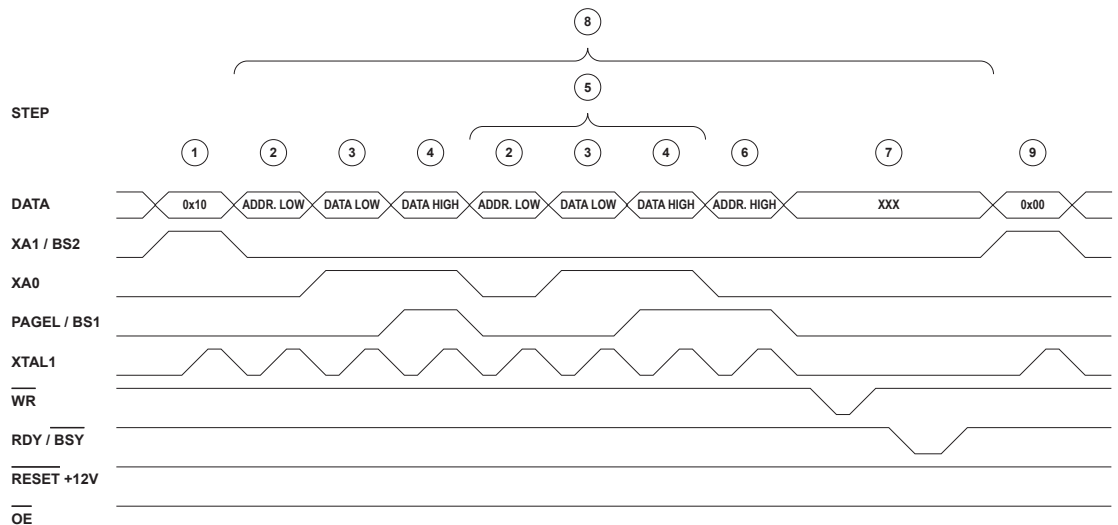 8
5
STEP
1 2 3 4 2 3 4 6 7 9
DATA 0x10 ADDR. LOW DATA LOW DATA HIGH ADDR. LOW DATA LOW DATA HIGH ADDR. HIGH XXX 0x00
XA1 / BS2
XA0
PAGEL / BS1
XTAL1
WR
RDY / BSY
RESET +12V
OE